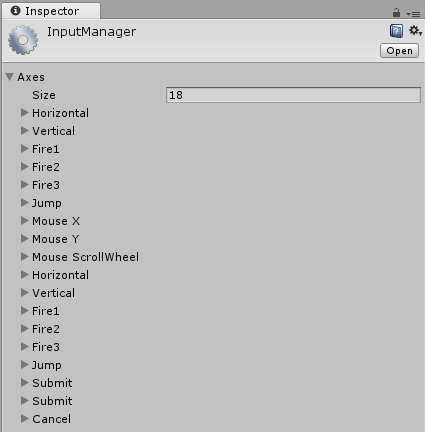 Inspector
InputManager
Open
Axes
Size 18
Horizontal
Vertical
Fire1
Fire2
Fire3
Jump
Mouse X
Mouse Y
Mouse ScrollWheel
Horizontal
Vertical
Fire1
Fire2
Fire3
Jump
Submit
Submit
Cancel